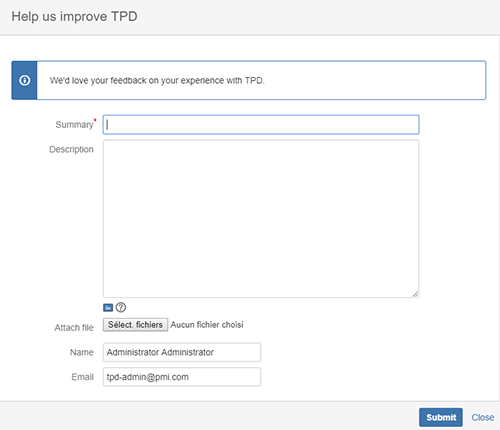 Help us improve TPD
We'd love your feedback on your experience with TPD.
Summary*
Description
Attach file Sélect. fichiers Aucun fichier choisi
Name Administrator Administrator
Email tpd-admin@pmi.com
Submit Close